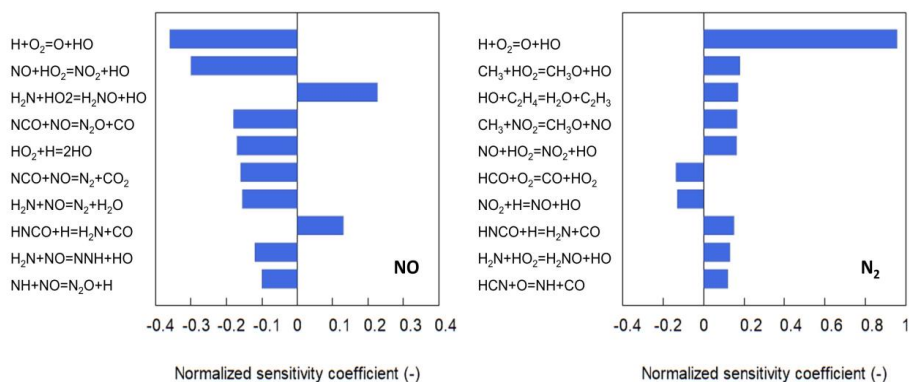 H+O₂=O+HO
NO+HO₂=NO₂+HO
H₂N+HO2=H₂NO+HO
NCO+NO=N₂O+CO
HO₂+H=2HO
NCO+NO=N₂+CO₂
H₂N+NO=N₂+H₂O
HNCO+H=H₂N+CO
H₂N+NO=NNH+HO
NH+NO=N₂O+H
NO
-0.4 -0.3 -0.2 -0.1 0 0.1 0.2 0.3 0.4
Normalized sensitivity coefficient (-)
H+O₂=O+HO
CH₃+HO₂=CH₃O+HO
HO+C₂H₄=H₂O+C₂H₃
CH₃+NO₂=CH₃O+NO
NO+HO₂=NO₂+HO
HCO+O₂=CO+HO₂
NO₂+H=NO+HO
HNCO+H=H₂N+CO
H₂N+HO₂=H₂NO+HO
HCN+O=NH+CO
N₂
-0.4 -0.2 0 0.2 0.4 0.6 0.8 1
Normalized sensitivity coefficient (-)